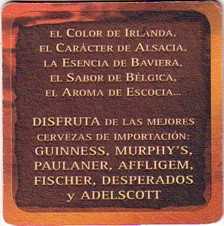 EL COLOR DE IRLANDA,
EL CARÁCTER DE ALSACIA,
LA ESENCIA DE BAVIERA,
EL SABOR DE BÉLGICA,
EL AROMA DE ESCOCIA...
DISFRUTA DE LAS MEJORES
CERVEZAS DE IMPORTACIÓN:
GUINNESS, MURPHY'S,
PAULANER, AFFLIGEM,
FISCHER, DESPERADOS
y ADELSCOTT